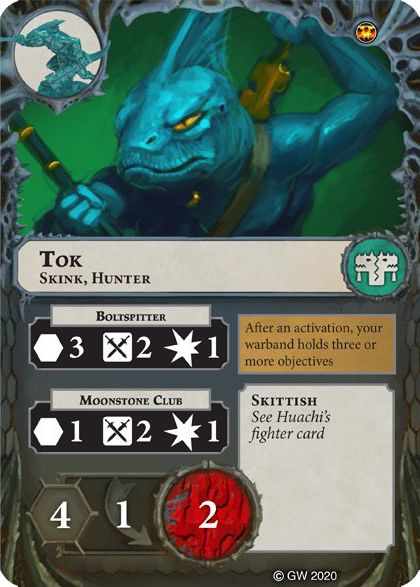 Tok
Skink, Hunter
Boltspitter
3 2 1
After an activation, your
warband holds three or
more objectives
Moonstone Club
1 2 1
Skittish
See Huachi's
fighter card
4 1 2
© GW 2020